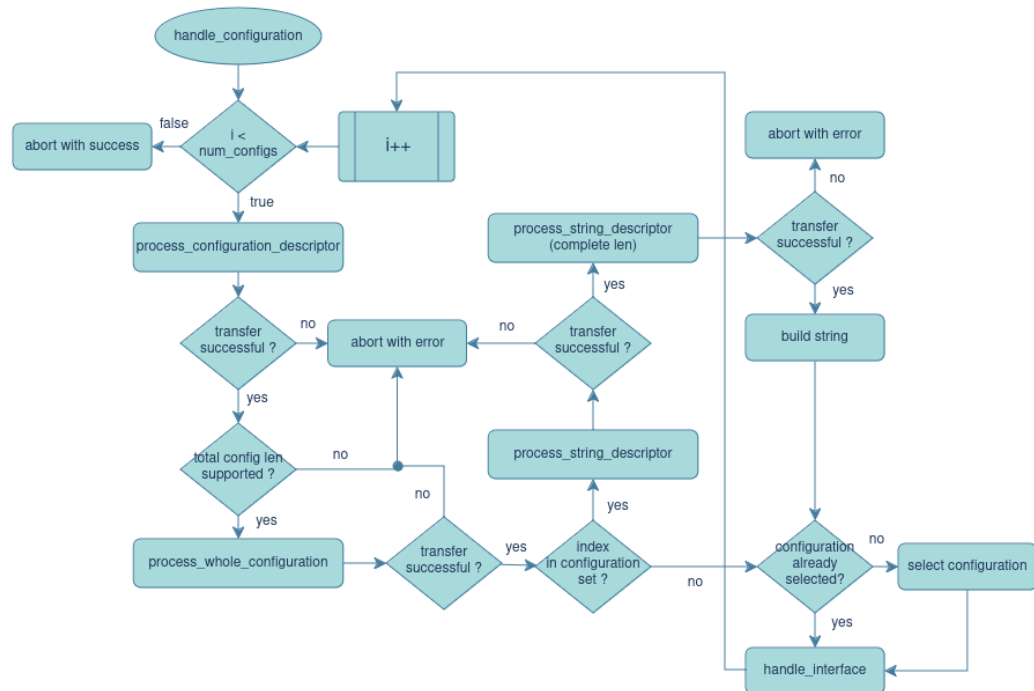 handle_configuration
false
i <
num_configs
abort with success
i++
abort with error
true
no
process_configuration_descriptor
process_string_descriptor
(complete len)
transfer
successful ?
yes
yes
transfer
successful ?
no
abort with error
no
transfer
successful ?
build string
yes
total config len
supported ?
no
process_string_descriptor
no
yes
yes
process_whole_configuration
transfer
successful ?
yes
index
in configuration
set ?
no
configuration
already
selected?
no
select configuration
yes
handle_interface